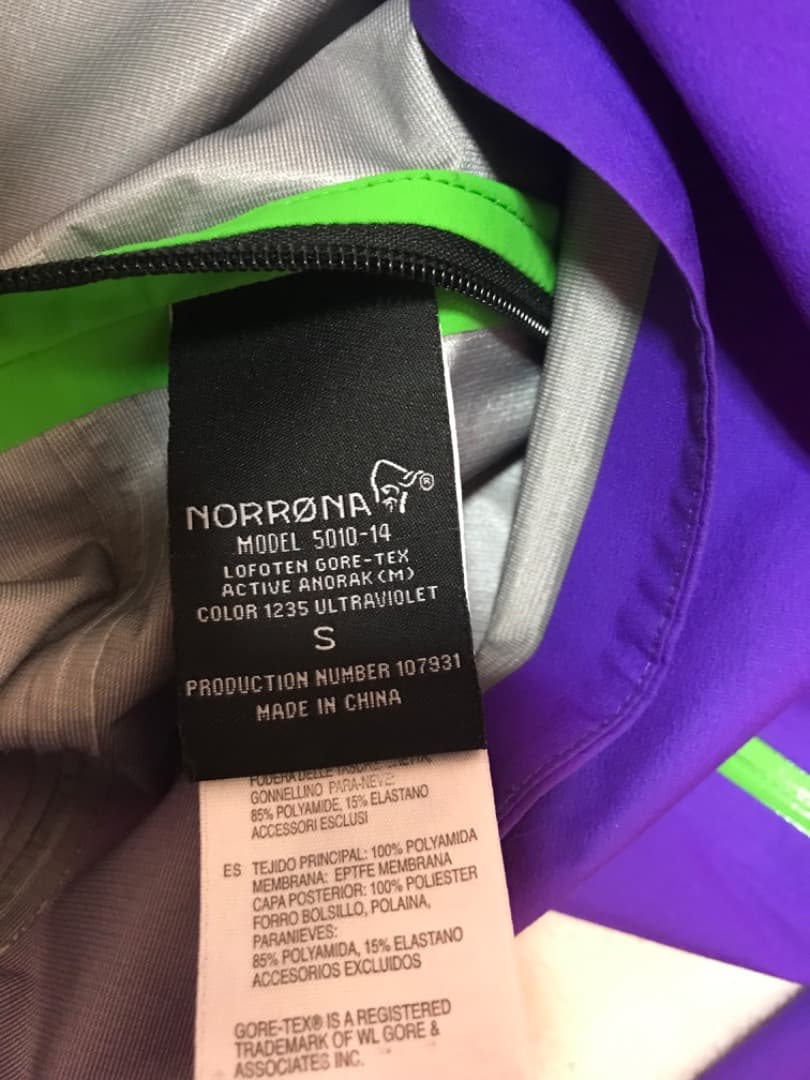 NORRØNA®
MODEL 5010-14
LOFOTEN GORE-TEX
ACTIVE ANORAK (M)
COLOR 1235 ULTRAVIOLET
S
PRODUCTION NUMBER 107931
MADE IN CHINA
FODERA DELLE
GONNELLINO PARA-NEVE:
85% POLYAMIDE, 15% ELASTANO
ACCESSORI ESCLUSI
ES TEJIDO PRINCIPAL: 100% POLYAMIDA
MEMBRANA: EPTFE MEMBRANA
CAPA POSTERIOR: 100% POLIESTER
FORRO BOLSILLO, POLAINA,
PARANIEVES:
85% POLYAMIDA, 15% ELASTANO
ACCESORIOS EXCLUIDOS
GORE-TEX® IS A REGISTERED
TRADEMARK OF WL GORE &
ASSOCIATES INC.